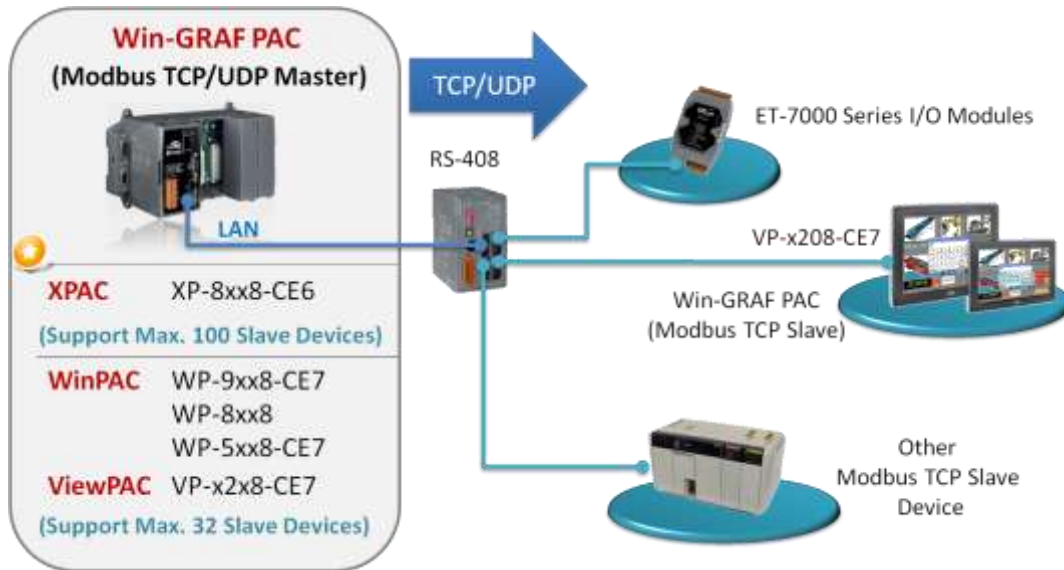 Win-GRAF PAC
(Modbus TCP/UDP Master)
LAN
XPAC XP-8xx8-CE6
(Support Max. 100 Slave Devices)
WinPAC WP-9xx8-CE7
WP-8xx8
WP-5xx8-CE7
ViewPAC VP-x2x8-CE7
(Support Max. 32 Slave Devices)
TCP/UDP
RS-408
ET-7000 Series I/O Modules
VP-x208-CE7
Win-GRAF PAC
(Modbus TCP Slave)
Other
Modbus TCP Slave
Device